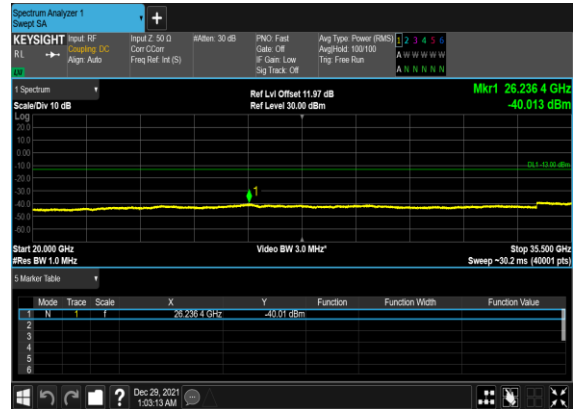 Spectrum Analyzer 1
Swept SA
+
KEYSIGHT Input: RF Input Z: 50 Ω #Atten: 30 dB PNO: Fast Avg Type: Power (RMS) 1 2 3 4 5 6
RL Coupling: DC Corr CCorr Gate: Off Avg|Hold: 100/100 A W W W W W
Align: Auto Freq Ref: Int (S) IF Gain: Low Trig: Free Run
Sig Track: Off A N N N N N
1 Spectrum Ref Lvl Offset 11.97 dB Mkr1 26.236 4 GHz
Scale/Div 10 dB Ref Level 30.00 dBm -40.013 dBm
Log
20.0
10.0
0.00
-10.0
DL1 -13.00 dBm
-20.0
-30.0
1
-40.0
-50.0
-60.0
Start 20.000 GHz Video BW 3.0 MHz* Stop 35.500 GHz
#Res BW 1.0 MHz Sweep ~30.2 ms (40001 pts)
5 Marker Table
Mode Trace Scale X Y Function Function Width Function Value
1 N 1 f 26.236 4 GHz -40.01 dBm
2
3
4
5
6
? Dec 29, 2021
1:03:13 AM